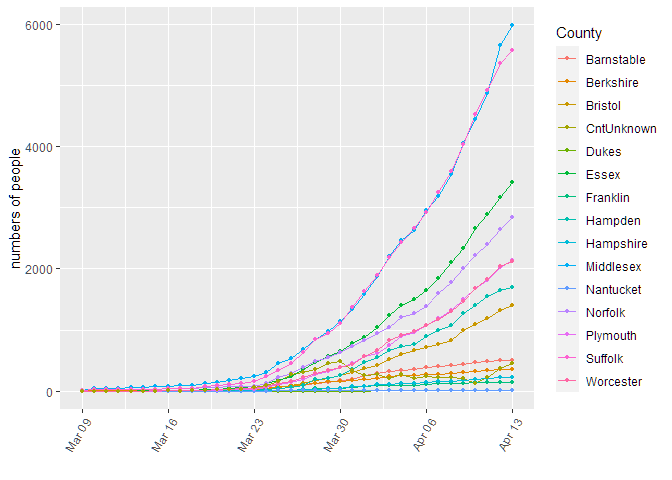 6000
4000
2000
0
numbers of people
Mar 09
Mar 16
Mar 23
Mar 30
Apr 06
Apr 13
County
Barnstable
Berkshire
Bristol
CntUnknown
Dukes
Essex
Franklin
Hampden
Hampshire
Middlesex
Nantucket
Norfolk
Plymouth
Suffolk
Worcester